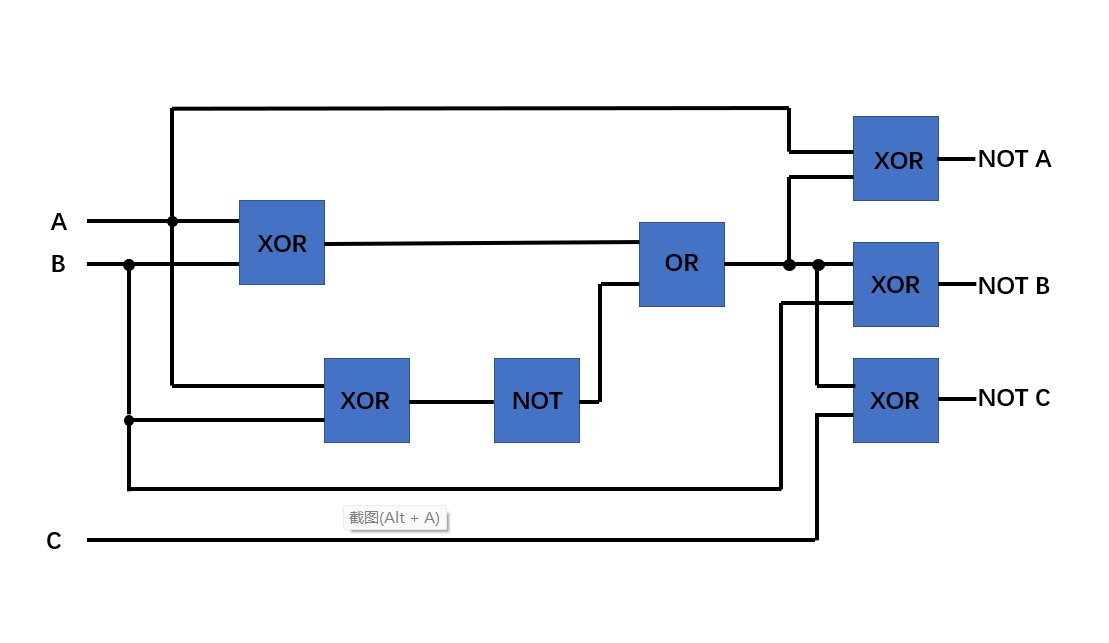 XOR
NOT A
A
XOR
B
OR
XOR
NOT B
XOR
NOT
XOR
NOT C
截图(Alt + A)
C